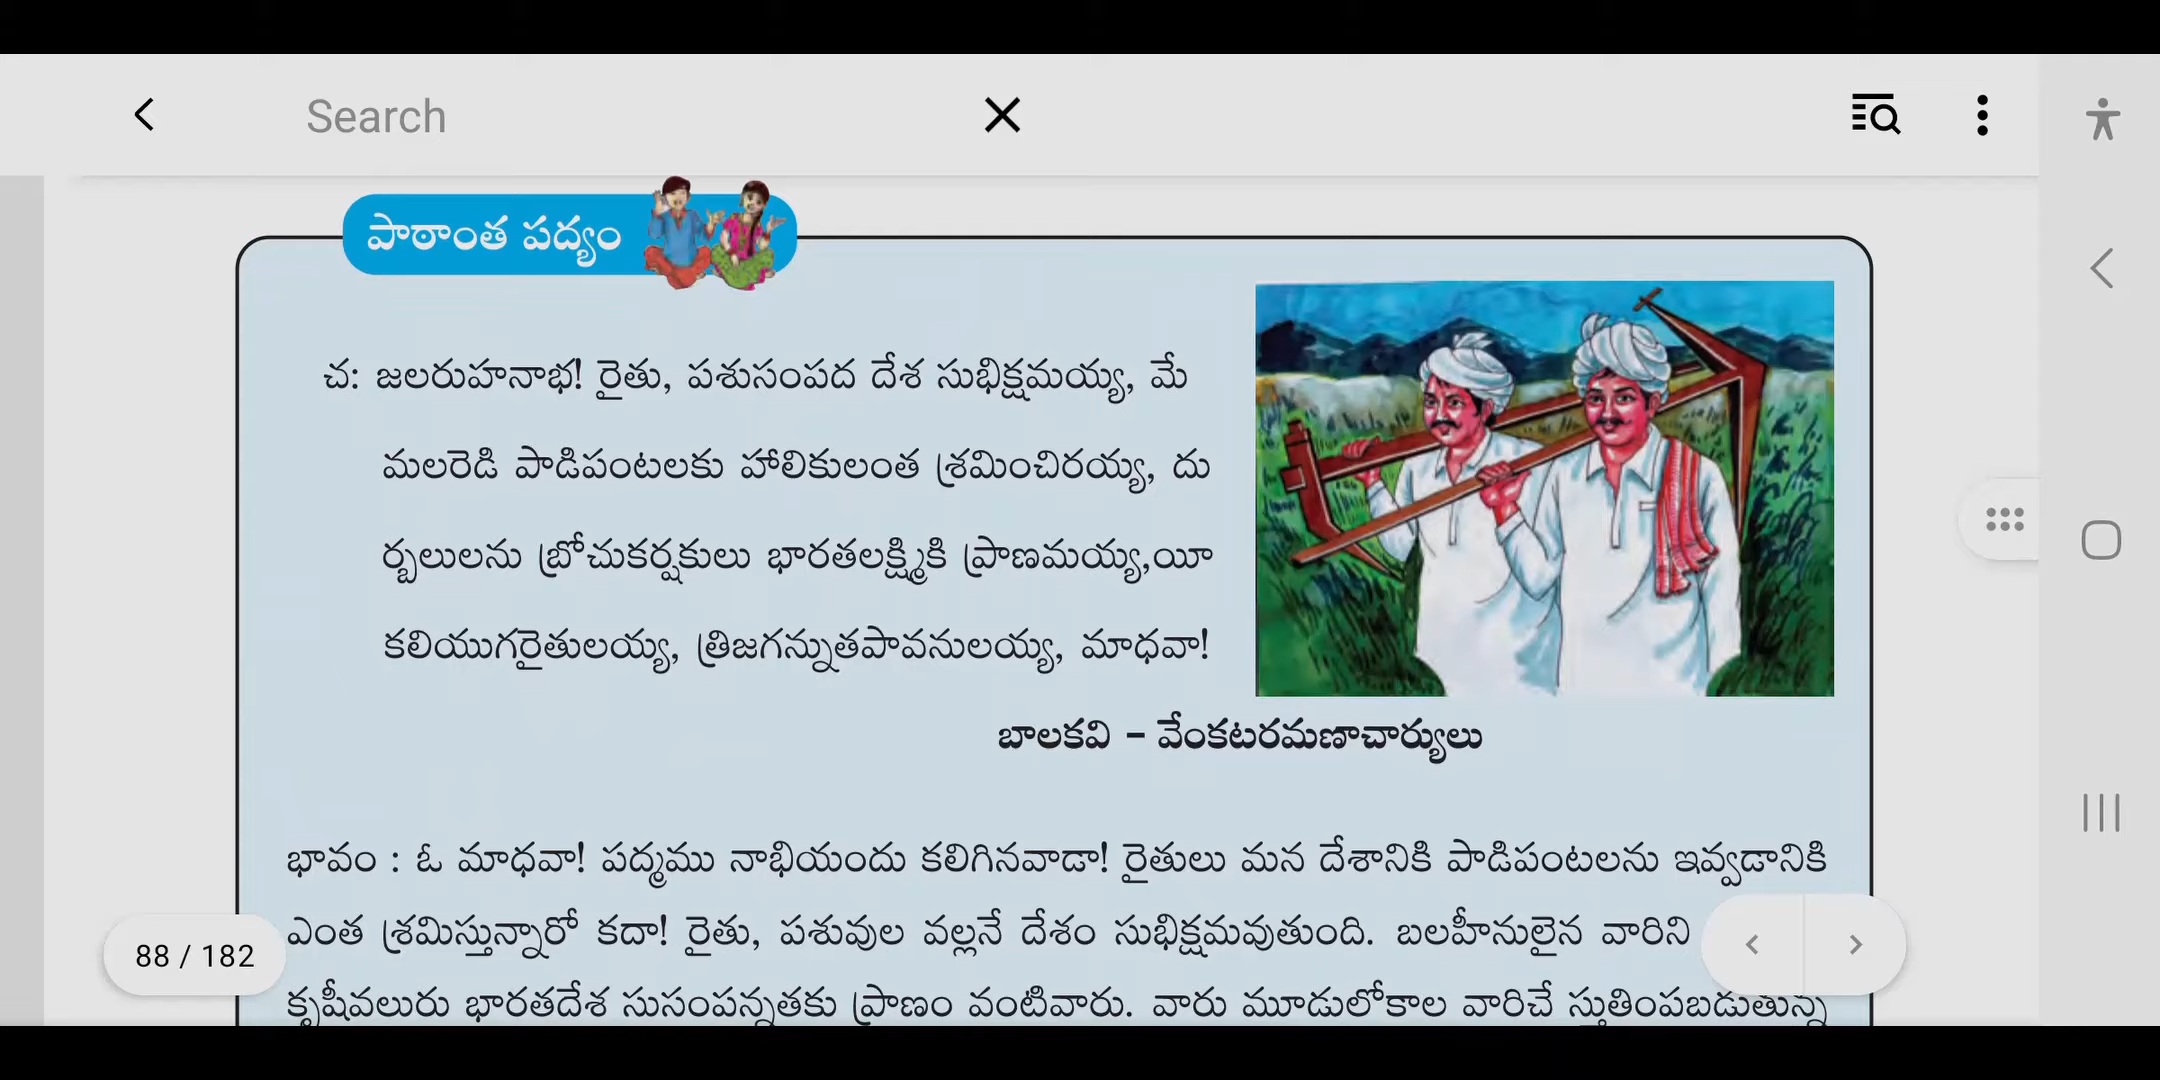 Search
పాఠాంత పద్యం
చ: జలరుహనాభ! రైతు, పశుసంపద దేశ సుభిక్షమయ్య, మే
మలరెడి పాడిపంటలకు హాలికులంత శ్రమించిరయ్య, దు
ర్బలులను బ్రోచుకర్షకులు భారతలక్ష్మికి ప్రాణమయ్య,యీ
కలియుగరైతులయ్య, త్రిజగన్నుతపావనులయ్య, మాధవా!
బాలకవి - వేంకటరమణాచార్యులు
భావం : ఓ మాధవా! పద్మము నాభియందు కలిగినవాడా! రైతులు మన దేశానికి పాడిపంటలను ఇవ్వడానికి
ఎంత శ్రమిస్తున్నారో కదా! రైతు, పశువుల వల్లనే దేశం సుభిక్షమవుతుంది. బలహీనులైన వారిని
కృషీవలురు భారతదేశ సుసంపన్నతకు ప్రాణం వంటివారు. వారు మూడులోకాల వారిచే స్తుతింపబడుతున్న
88 / 182